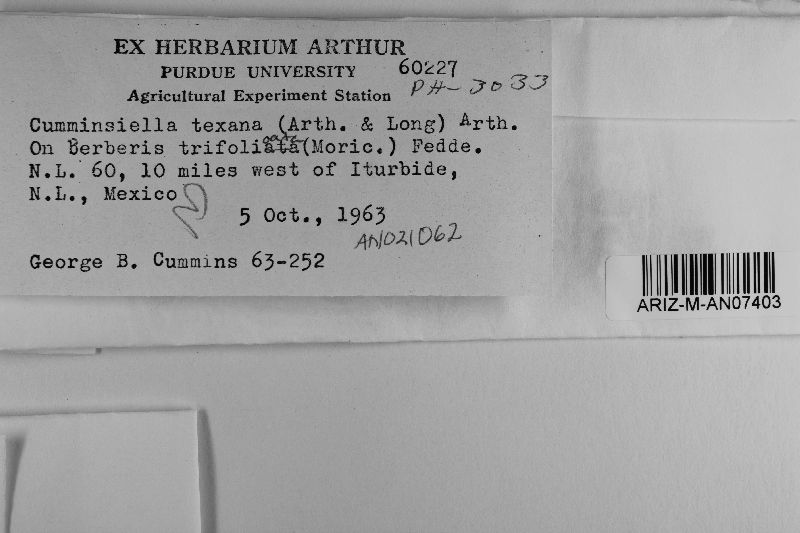 EX HERBARIUM ARTHUR
PURDUE UNIVERSITY 60227
Agricultural Experiment Station PH-3033
Cumminsiella texana (Arth. & Long) Arth.
On Berberis trifoliata (Moric.) Fedde.
N.L. 60, 10 miles west of Iturbide,
N.L., Mexico
5 Oct., 1963
AN021062
George B. Cummins 63-252
ARIZ-M-AN07403